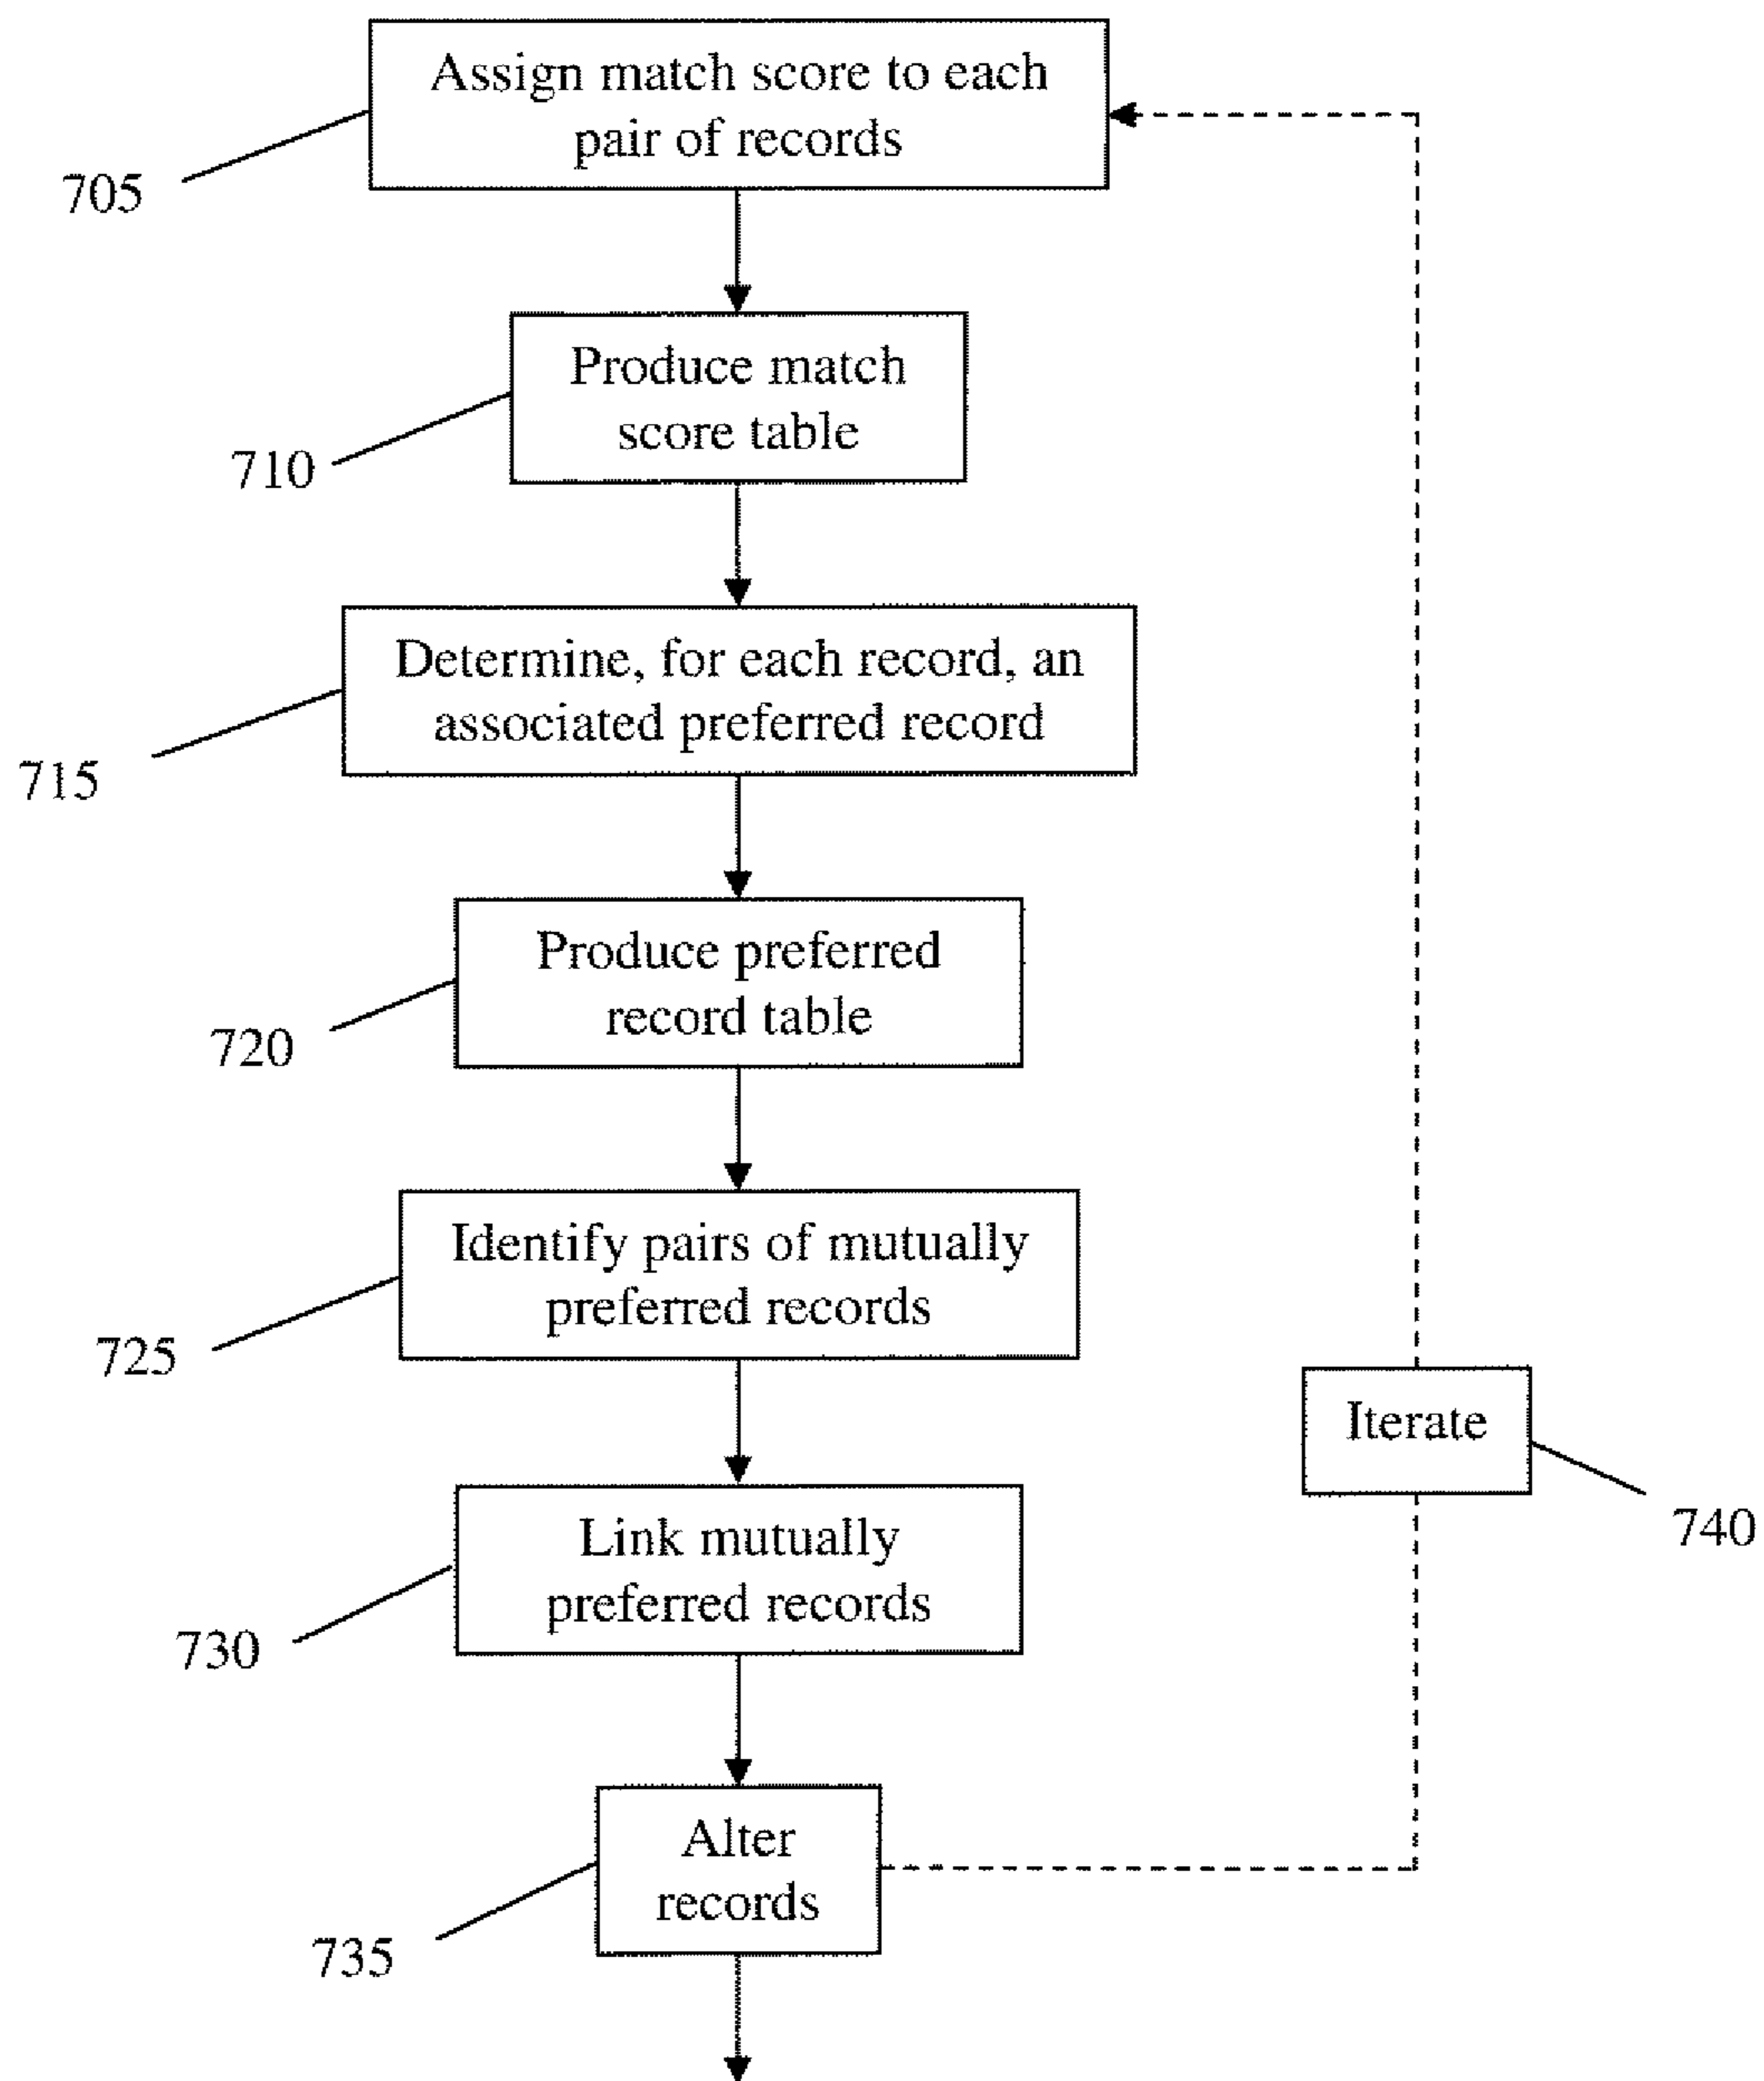 Assign match score to each
pair of records
705
Produce match
score table
710
Determine, for each record, an
associated preferred record
715
Produce preferred
record table
720
Identify pairs of mutually
preferred records
725
Iterate
740
Link mutually
preferred records
730
Alter
records
735